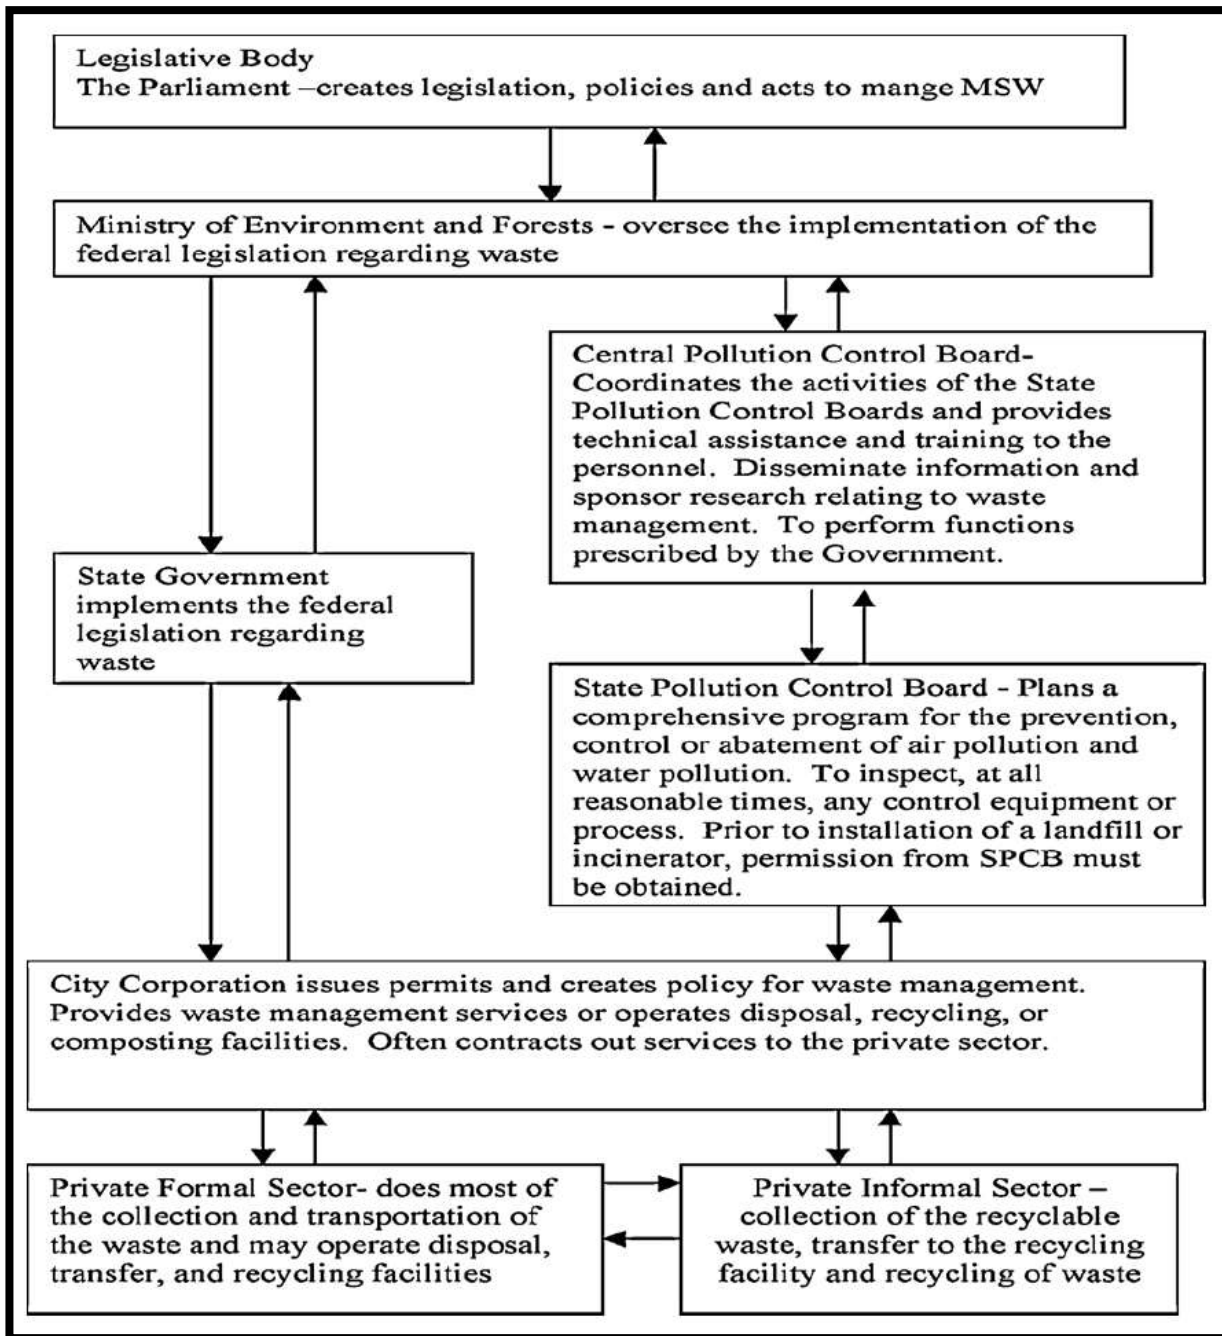 Legislative Body
The Parliament –creates legislation, policies and acts to mange MSW
Ministry of Environment and Forests - oversee the implementation of the
federal legislation regarding waste
Central Pollution Control Board-
Coordinates the activities of the State
Pollution Control Boards and provides
technical assistance and training to the
personnel. Disseminate information and
sponsor research relating to waste
management. To perform functions
prescribed by the Government.
State Government
implements the federal
legislation regarding
waste
State Pollution Control Board - Plans a
comprehensive program for the prevention,
control or abatement of air pollution and
water pollution. To inspect, at all
reasonable times, any control equipment or
process. Prior to installation of a landfill or
incinerator, permission from SPCB must
be obtained.
City Corporation issues permits and creates policy for waste management.
Provides waste management services or operates disposal, recycling, or
composting facilities. Often contracts out services to the private sector.
Private Formal Sector- does most of
the collection and transportation of
the waste and may operate disposal,
transfer, and recycling facilities
Private Informal Sector –
collection of the recyclable
waste, transfer to the recycling
facility and recycling of waste